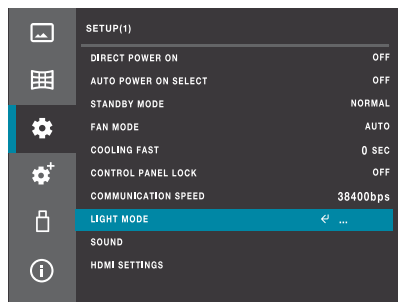 SETUP(1)
DIRECT POWER ON OFF
AUTO POWER ON SELECT OFF
STANDBY MODE NORMAL
FAN MODE AUTO
COOLING FAST 0 SEC
CONTROL PANEL LOCK OFF
COMMUNICATION SPEED 38400bps
LIGHT MODE ↵ ...
SOUND
HDMI SETTINGS